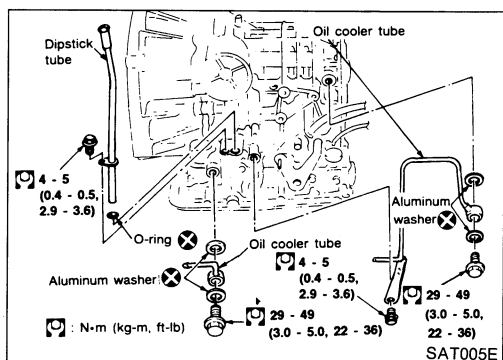 Oil cooler tube
Dipstick
tube
4 - 5
(0.4 - 0.5,
2.9 - 3.6)
O-ring
Aluminum
washer
Oil cooler tube
Aluminum washer
4 - 5
(0.4 - 0.5,
2.9 - 3.6)
29 - 49
(3.0 - 5.0,
22 - 36)
: N•m (kg-m, ft-lb)
29 - 49
(3.0 - 5.0, 22 - 36)
SAT005E